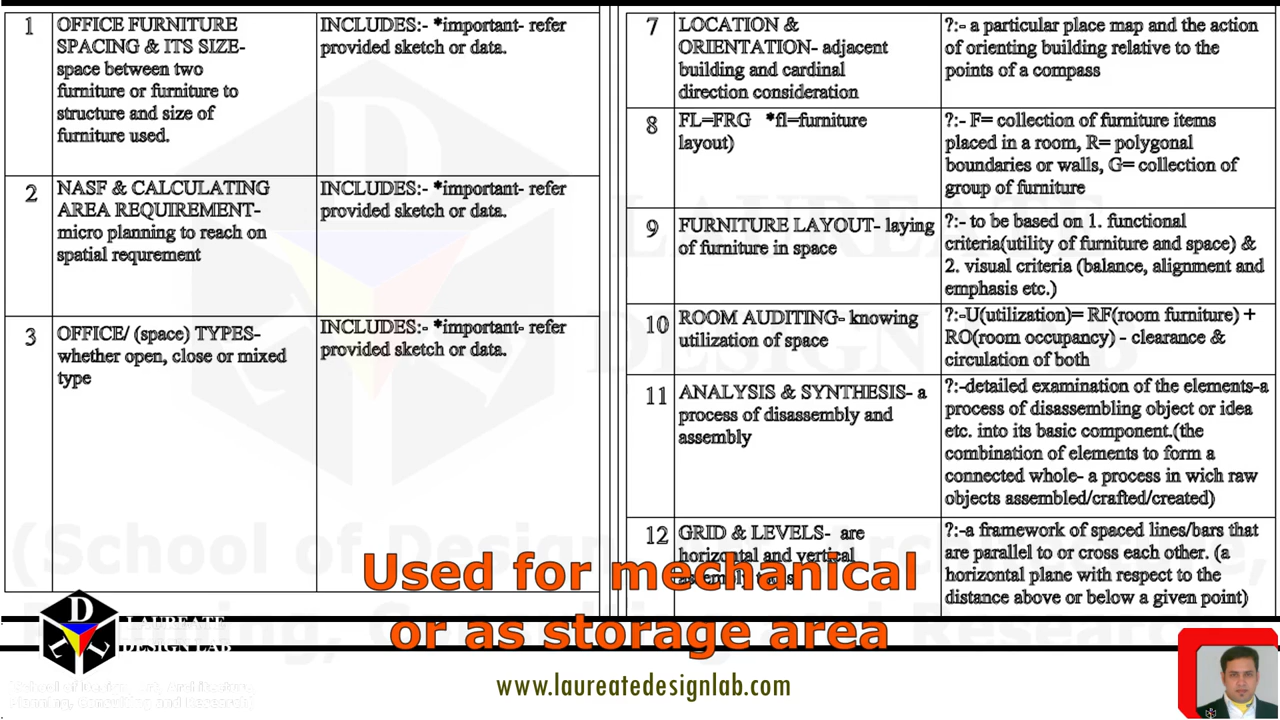 1
OFFICE FURNITURE
SPACING & ITS SIZE-
space between two
furniture or furniture to
structure and size of
furniture used.
INCLUDES:- *important- refer
provided sketch or data.
2
NASF & CALCULATING
AREA REQUIREMENT-
micro planning to reach on
spatial requrement
INCLUDES:- *important- refer
provided sketch or data.
3
OFFICE/ (space) TYPES-
whether open, close or mixed
type
INCLUDES:- *important- refer
provided sketch or data.
7
LOCATION &
ORIENTATION- adjacent
building and cardinal
direction consideration
?:- a particular place map and the action
of orienting building relative to the
points of a compass
8
FL=FRG *fl=furniture
layout)
?:- F= collection of furniture items
placed in a room, R= polygonal
boundaries or walls, G= collection of
group of furniture
9
FURNITURE LAYOUT- laying
of furniture in space
?:- to be based on 1. functional
criteria(utility of furniture and space) &
2. visual criteria (balance, alignment and
emphasis etc.)
10
ROOM AUDITING- knowing
utilization of space
?:-U(utilization)= RF(room furniture) +
RO(room occupancy) - clearance &
circulation of both
11
ANALYSIS & SYNTHESIS- a
process of disassembly and
assembly
?:-detailed examination of the elements-a
process of disassembling object or idea
etc. into its basic component.(the
combination of elements to form a
connected whole- a process in wich raw
objects assembled/crafted/created)
12
GRID & LEVELS- are
horizontal and vertical
?:-a framework of spaced lines/bars that
are parallel to or cross each other. (a
horizontal plane with respect to the
distance above or below a given point)
Used for mechanical
or as storage area
D
L
L
LAUREATE
DESIGN LAB
www.laureatedesignlab.com